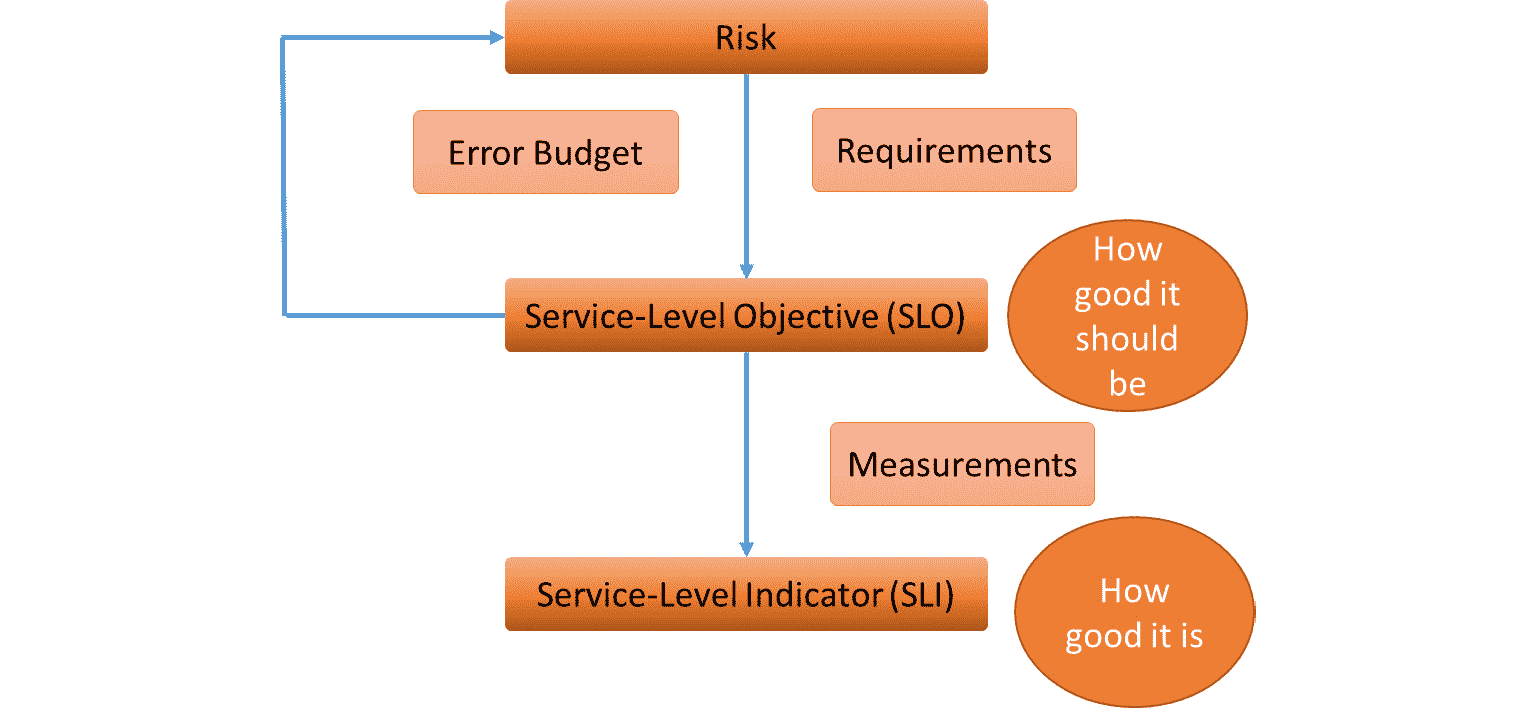 Risk
Error Budget
Requirements
Service-Level Objective (SLO)
How
good it
should
be
Measurements
Service-Level Indicator (SLI)
How
good it is